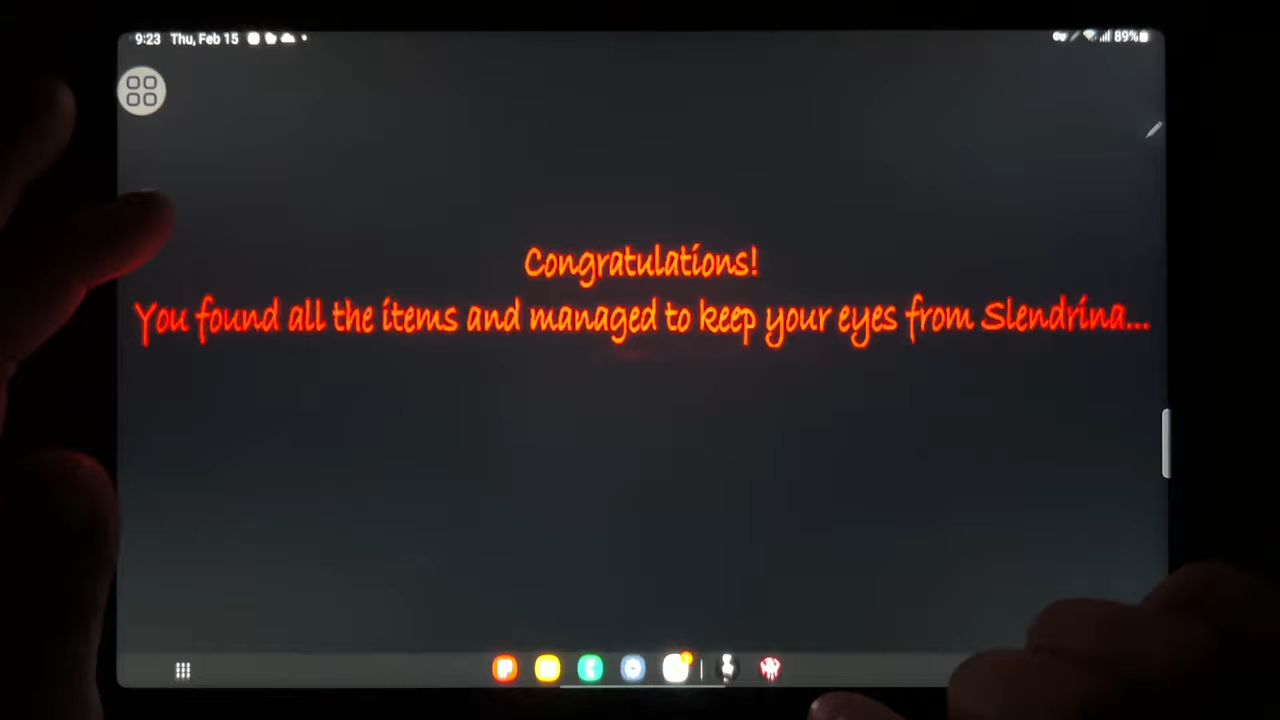 9:23 Thu, Feb 15
89%
Congratulations!
You found all the items and managed to keep your eyes from Slendrina...